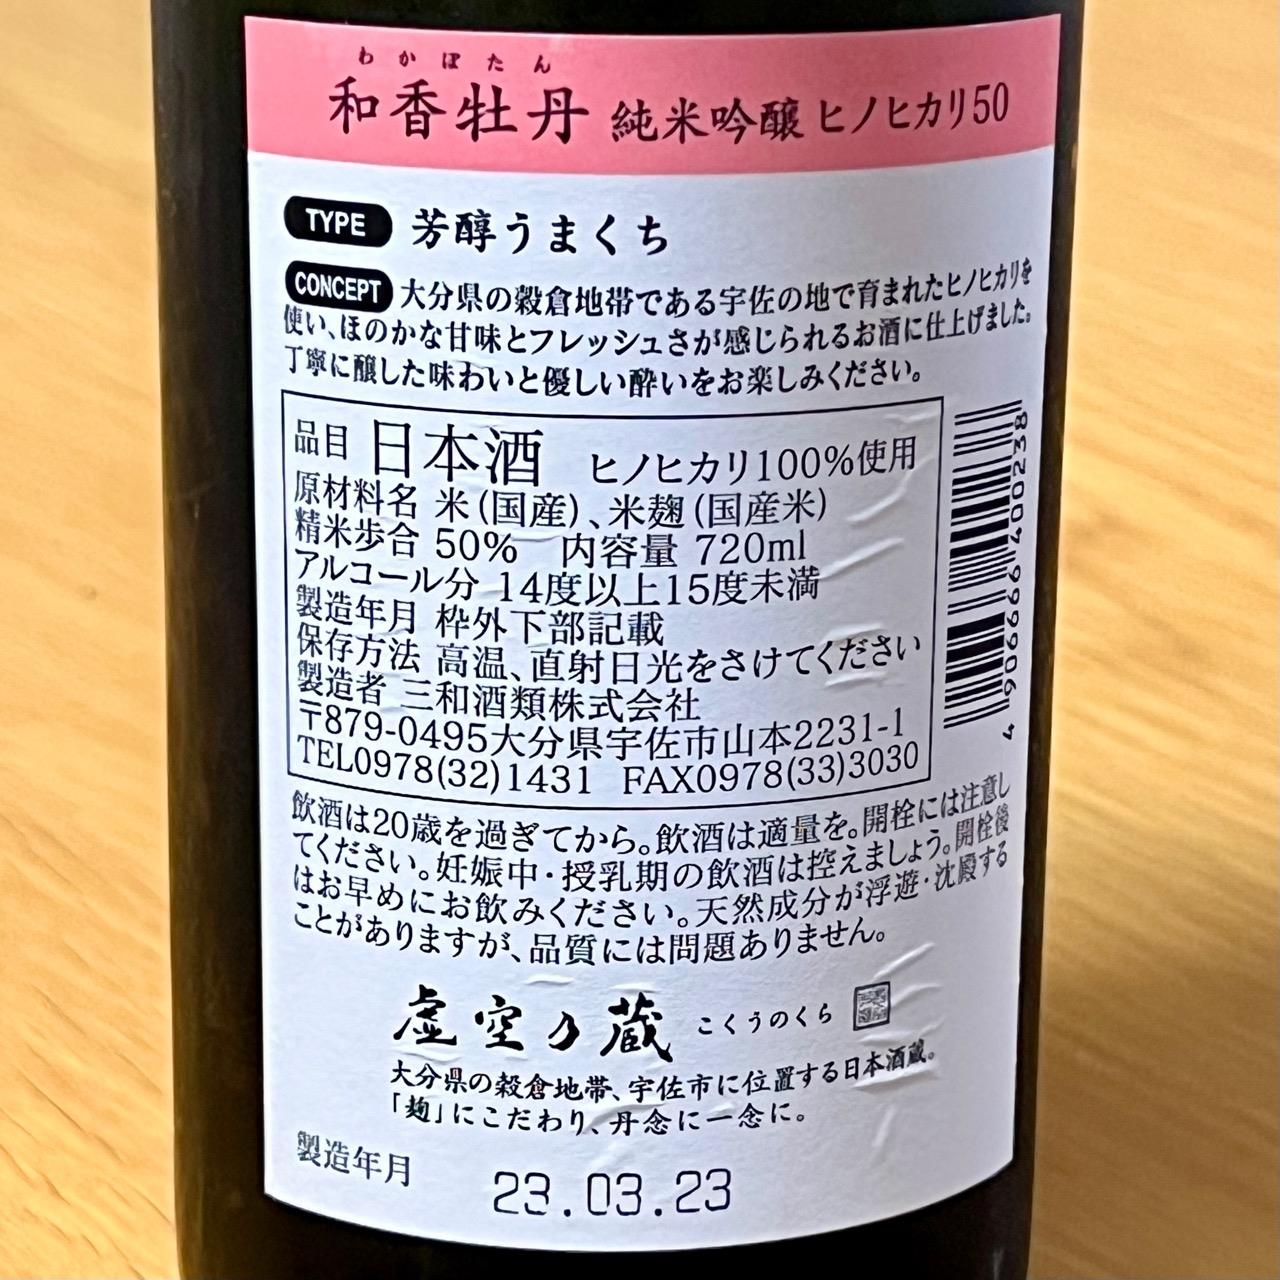 わかぼたん
和香牡丹 純米吟醸 ヒノヒカリ50
TYPE 芳醇うまくち
CONCEPT 大分県の穀倉地帯である宇佐の地で育まれたヒノヒカリを
使い、ほのかな甘味とフレッシュさが感じられるお酒に仕上げました。
丁寧に醸した味わいと優しい酔いをお楽しみください。
品目 日本酒 ヒノヒカリ100%使用
原材料名 米(国産)、米麹(国産米)
精米歩合 50% 内容量 720ml
アルコール分 14度以上15度未満
製造年月 枠外下部記載
保存方法 高温、直射日光をさけてください
製造者 三和酒類株式会社
〒879-0495大分県宇佐市山本2231-1
TEL0978(32)1431 FAX0978(33)3030
4906666400238
飲酒は20歳を過ぎてから。飲酒は適量を。開栓には注意し
てください。妊娠中・授乳期の飲酒は控えましょう。開栓後
はお早めにお飲みください。天然成分が浮遊・沈殿する
ことがありますが、品質には問題ありません。
虚空乃蔵 こくうのくら
大分県の穀倉地帯、宇佐市に位置する日本酒蔵。
「麹」にこだわり、丹念に一念に。
製造年月 23.03.23